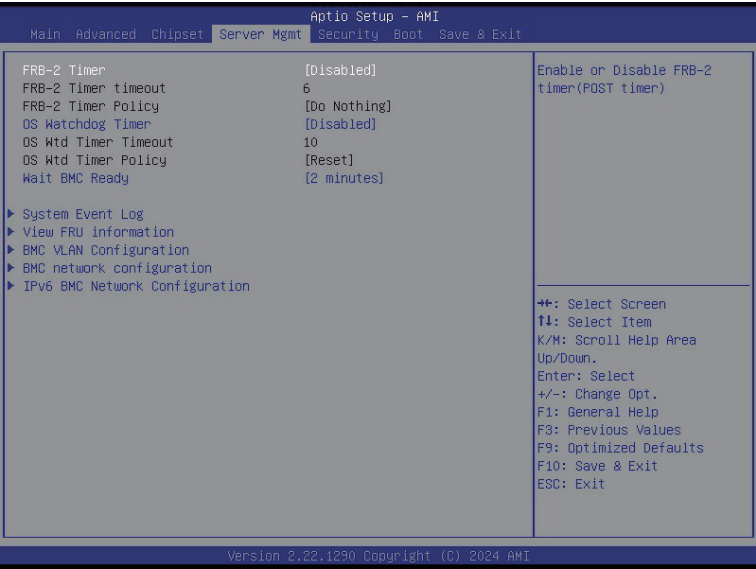 Aptio Setup – AMI
Main Advanced Chipset Server Mgmt Security Boot Save & Exit
FRB-2 Timer [Disabled]
FRB-2 Timer timeout 6
FRB-2 Timer Policy [Do Nothing]
OS Watchdog Timer [Disabled]
OS Wtd Timer Timeout 10
OS Wtd Timer Policy [Reset]
Wait BMC Ready [2 minutes]
System Event Log
View FRU information
BMC VLAN Configuration
BMC network configuration
IPv6 BMC Network Configuration
Enable or Disable FRB-2
timer(POST timer)
→←: Select Screen
↑↓: Select Item
K/M: Scroll Help Area
Up/Down.
Enter: Select
+/-: Change Opt.
F1: General Help
F3: Previous Values
F9: Optimized Defaults
F10: Save & Exit
ESC: Exit
Version 2.22.1290 Copyright (C) 2024 AMI